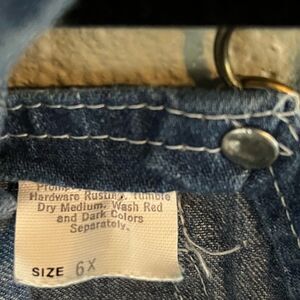 Hardware Rusting. Tumble
Dry Medium. Wash Red
and Dark Colors
Separately.
SIZE 6X